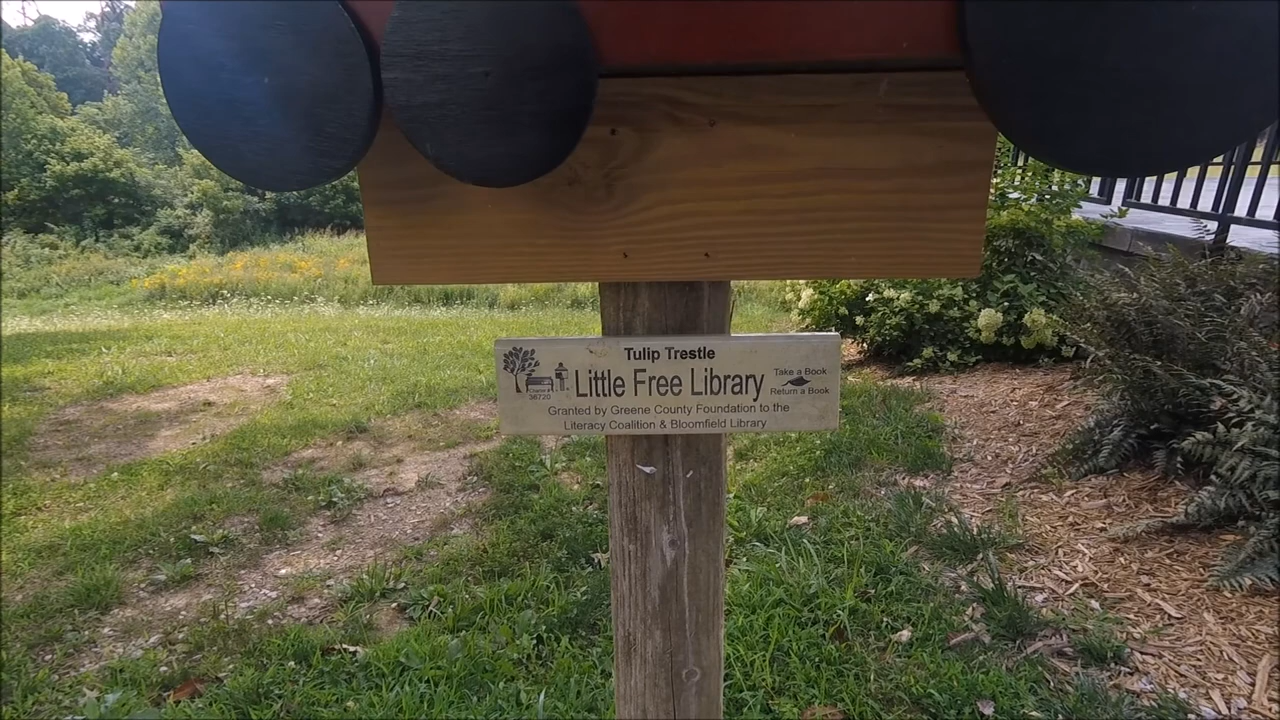 Tulip Trestle
Little Free Library
Take a Book
Return a Book
36720
Granted by Greene County Foundation to the
Literacy Coalition & Bloomfield Library